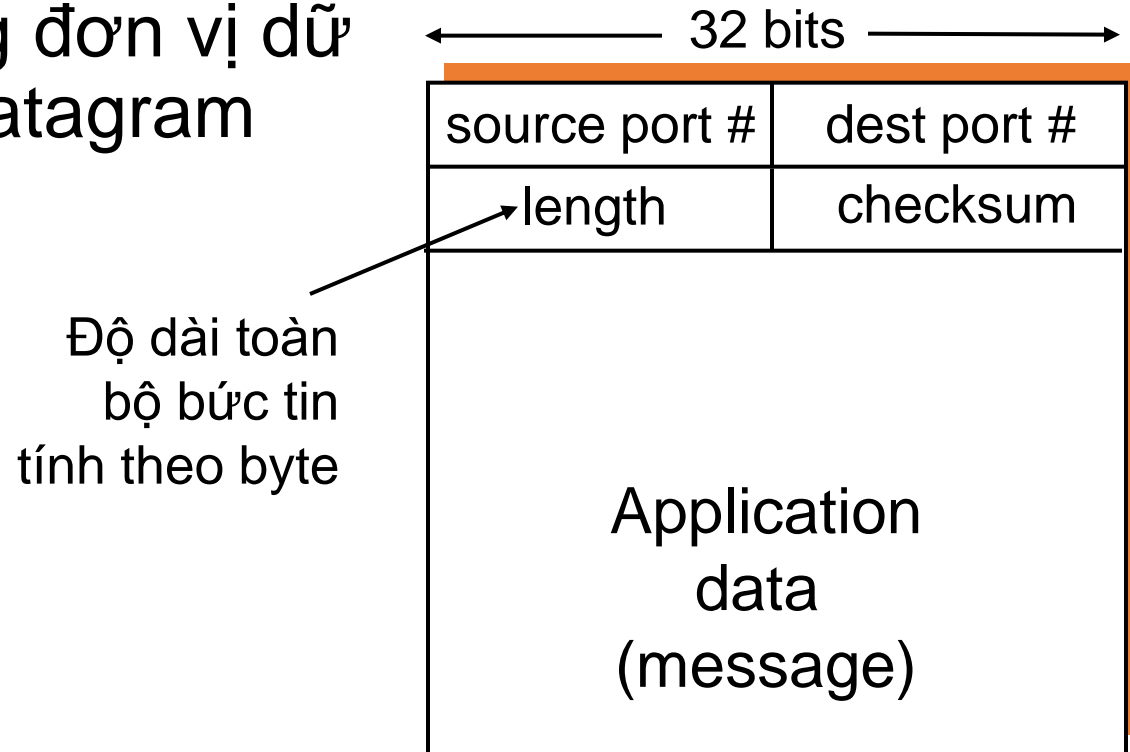 g đơn vị dữ
atagram
32 bits
source port # dest port #
length checksum
Độ dài toàn
bộ bức tin
tính theo byte
Application
data
(message)